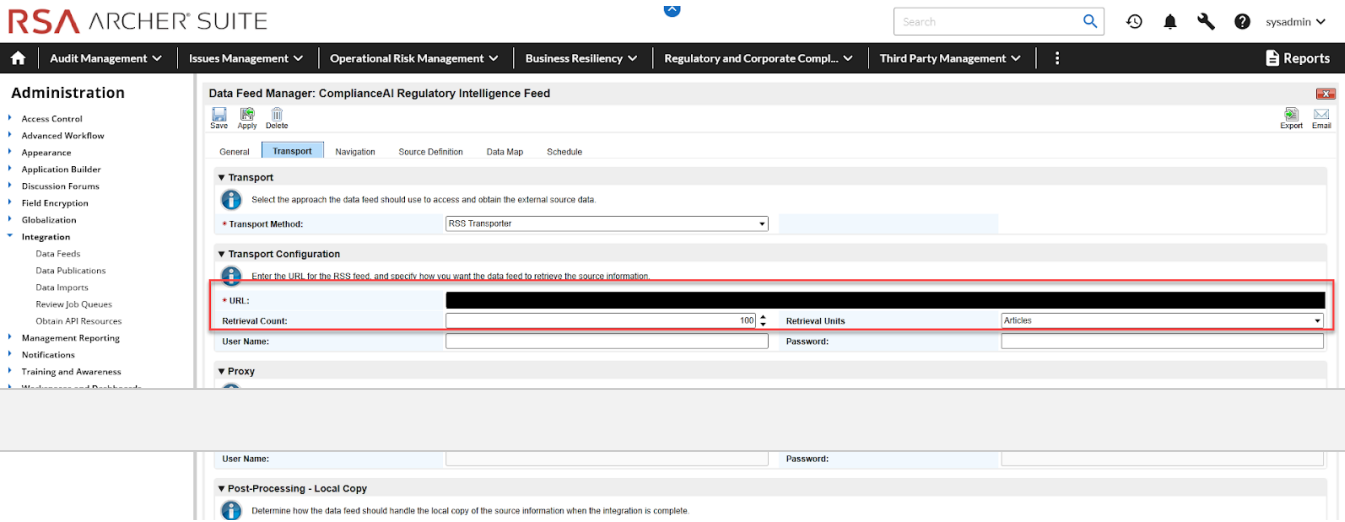 RSA ARCHER® SUITE
Search
sysadmin
Audit Management
Issues Management
Operational Risk Management
Business Resiliency
Regulatory and Corporate Compl...
Third Party Management
Reports
Administration
Access Control
Advanced Workflow
Appearance
Application Builder
Discussion Forums
Field Encryption
Globalization
Integration
Data Feeds
Data Publications
Data Imports
Review Job Queues
Obtain API Resources
Management Reporting
Notifications
Training and Awareness
Data Feed Manager: ComplianceAI Regulatory Intelligence Feed
Save Apply Delete
Export Email
General Transport Navigation Source Definition Data Map Schedule
Transport
Select the approach the data feed should use to access and obtain the external source data.
* Transport Method: RSS Transporter
Transport Configuration
Enter the URL for the RSS feed, and specify how you want the data feed to retrieve the source information.
* URL:
Retrieval Count: 100 Retrieval Units Articles
User Name: Password:
Proxy
User Name: Password:
Post-Processing - Local Copy
Determine how the data feed should handle the local copy of the source information when the integration is complete.